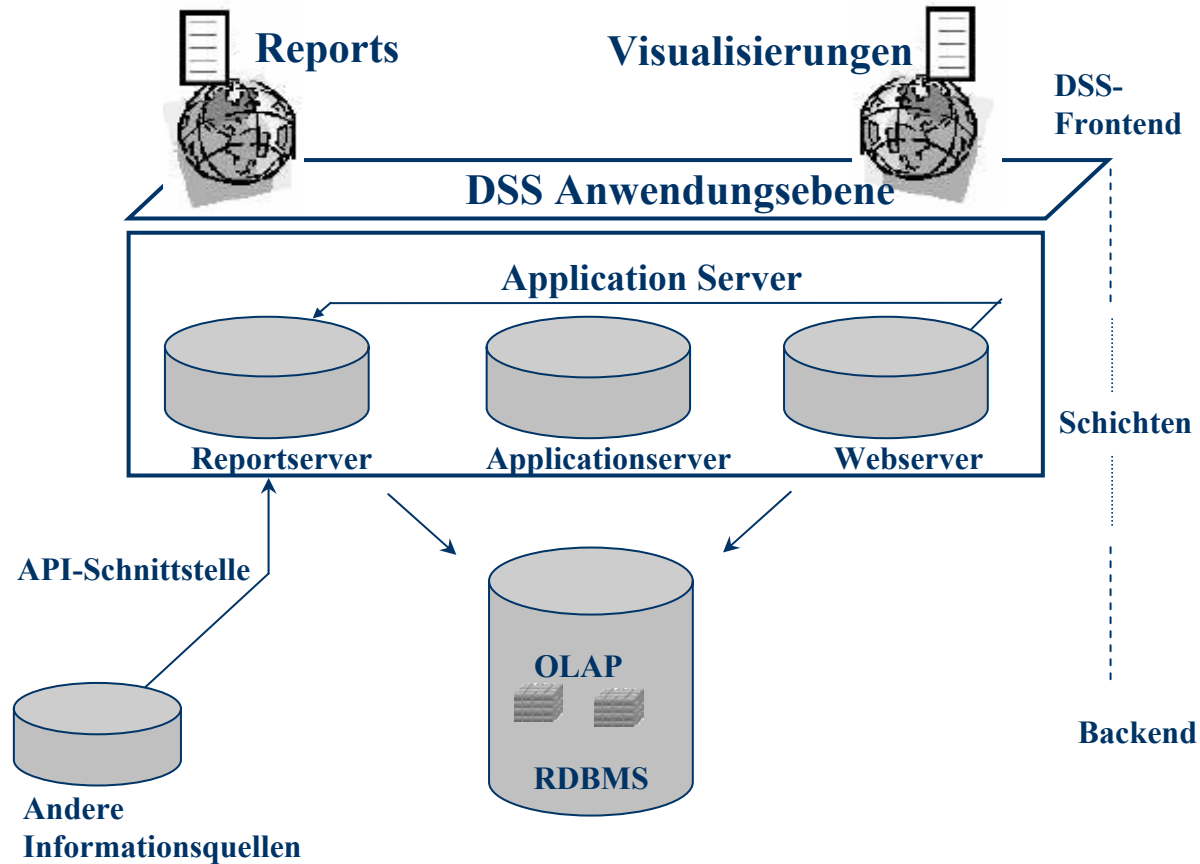 Reports
Visualisierungen
DSS-
Frontend
DSS Anwendungsebene
Application Server
Reportserver
Applicationserver
Webserver
Schichten
API-Schnittstelle
OLAP
RDBMS
Backend
Andere
Informationsquellen